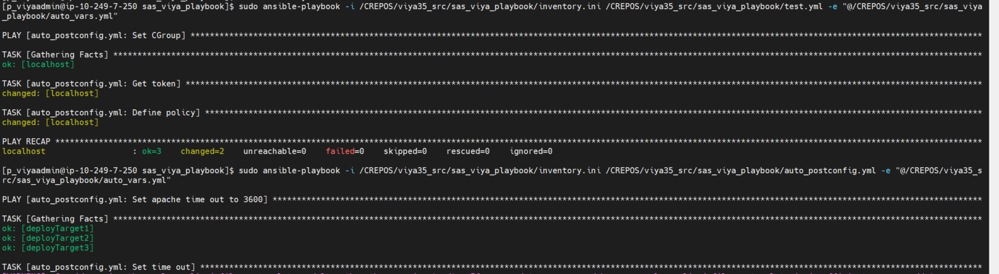 [p_viyaadmin@ip-10-249-7-250 sas_viya_playbook]$ sudo ansible-playbook -i /CREPOS/viya35_src/sas_viya_playbook/inventory.ini /CREPOS/viya35_src/sas_viya_playbook/test.yml -e "@/CREPOS/viya35_src/sas_viya
_playbook/auto_vars.yml"
PLAY [auto_postconfig.yml: Set CGroup] ********************************************************************************************************************************************************************
TASK [Gathering Facts] ************************************************************************************************************************************************************************************
ok: [localhost]
TASK [auto_postconfig.yml: Get token] *********************************************************************************************************************************************************************
changed: [localhost]
TASK [auto_postconfig.yml: Define policy] *****************************************************************************************************************************************************************
changed: [localhost]
PLAY RECAP ************************************************************************************************************************************************************************************************
localhost                  : ok=3    changed=2    unreachable=0    failed=0    skipped=0    rescued=0    ignored=0
[p_viyaadmin@ip-10-249-7-250 sas_viya_playbook]$ sudo ansible-playbook -i /CREPOS/viya35_src/sas_viya_playbook/inventory.ini /CREPOS/viya35_src/sas_viya_playbook/auto_postconfig.yml -e "@/CREPOS/viya35_s
rc/sas_viya_playbook/auto_vars.yml"
PLAY [auto_postconfig.yml: Set apache time out to 3600] ***************************************************************************************************************************************************
TASK [Gathering Facts] ************************************************************************************************************************************************************************************
ok: [deployTarget1]
ok: [deployTarget2]
ok: [deployTarget3]
TASK [auto_postconfig.yml: Set time out] ******************************************************************************************************************************************************************